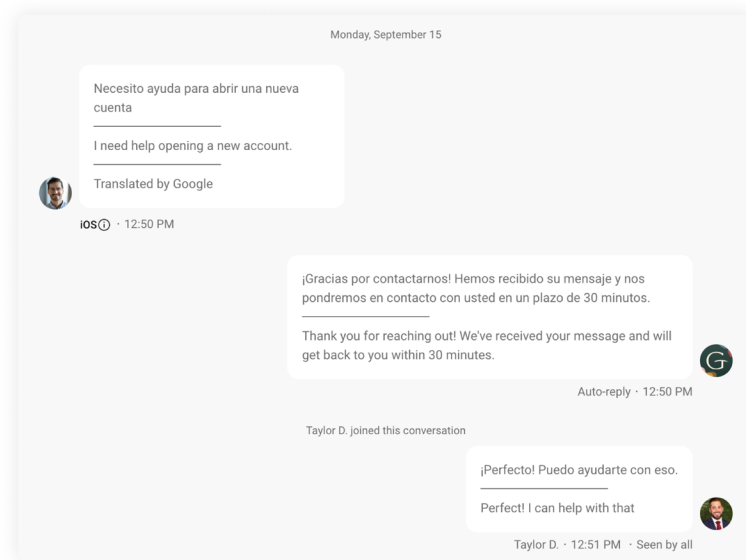 Monday, September 15
Necesito ayuda para abrir una nueva
cuenta
I need help opening a new account.
Translated by Google
iOS · 12:50 PM
¡Gracias por contactarnos! Hemos recibido su mensaje y nos
pondremos en contacto con usted en un plazo de 30 minutos.
Thank you for reaching out! We've received your message and will
get back to you within 30 minutes.
G
Auto-reply · 12:50 PM
Taylor D. joined this conversation
¡Perfecto! Puedo ayudarte con eso.
Perfect! I can help with that
Taylor D. · 12:51 PM · Seen by all